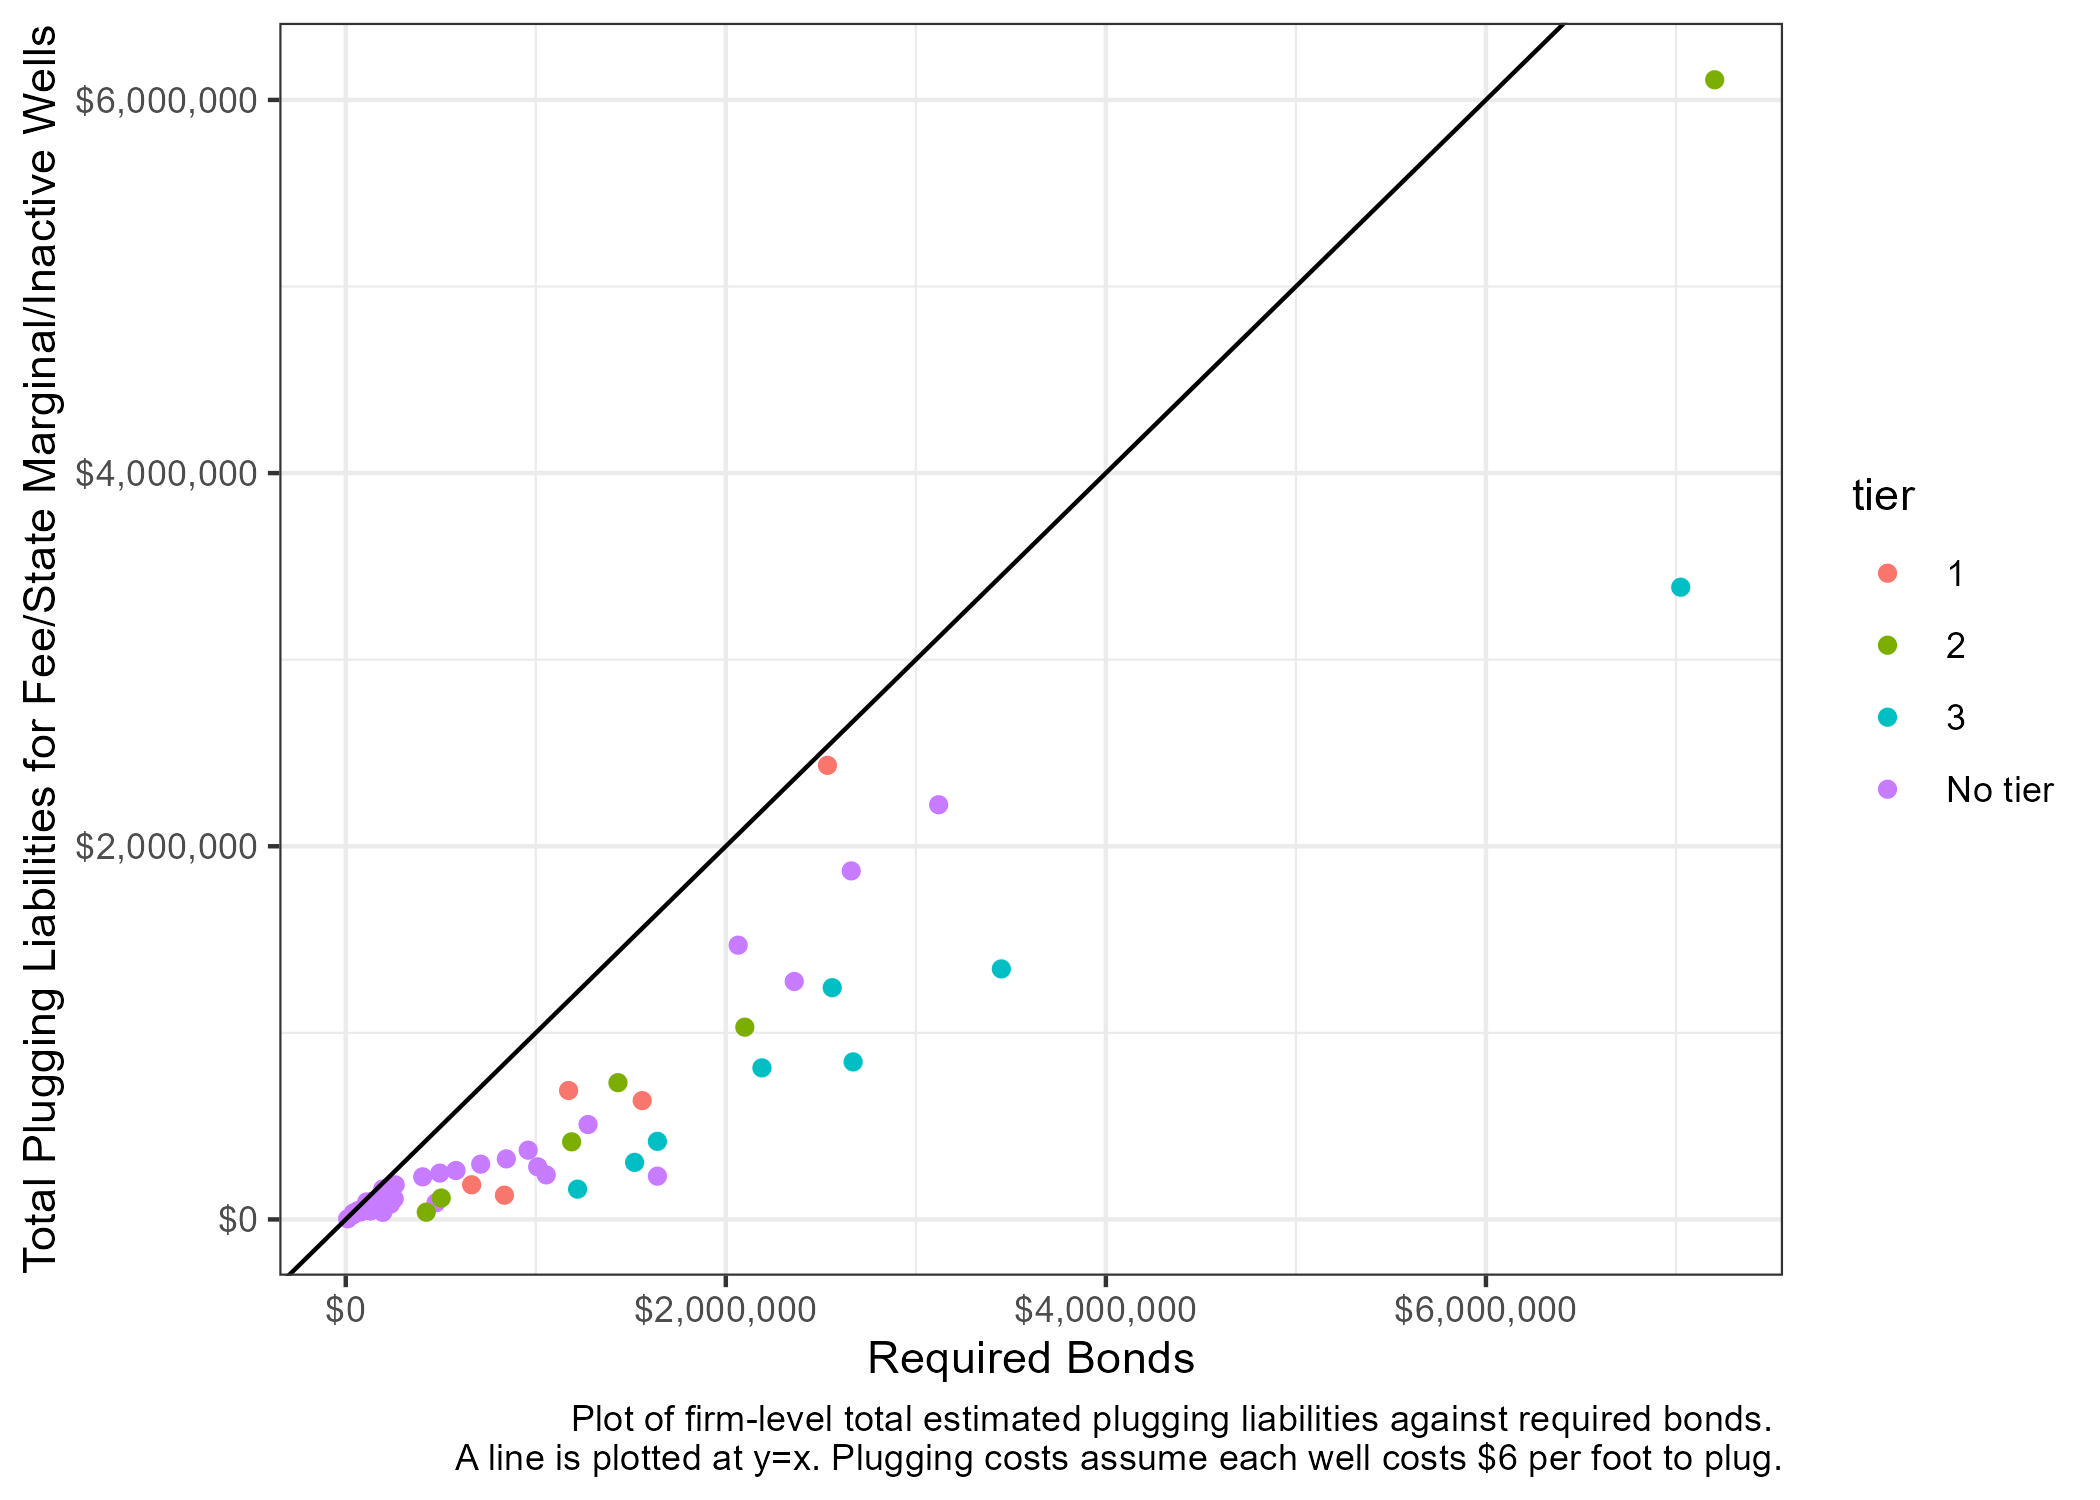 Total Plugging Liabilities for Fee/State Marginal/Inactive Wells
$6,000,000
$4,000,000
$2,000,000
$0
$0
$2,000,000
$4,000,000
$6,000,000
Required Bonds
tier
1
2
3
No tier
Plot of firm-level total estimated plugging liabilities against required bonds.
A line is plotted at y=x. Plugging costs assume each well costs $6 per foot to plug.